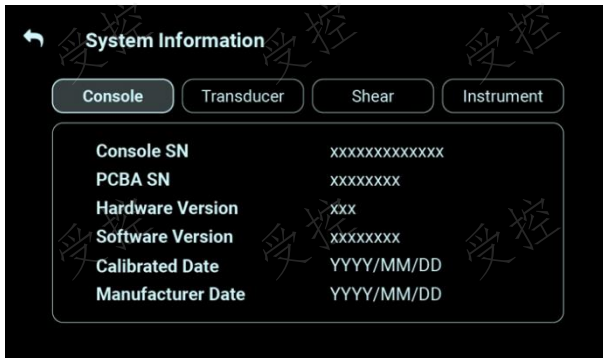 System Information
Console Transducer Shear Instrument
Console SN xxxxxxxxxxxxx
PCBA SN xxxxxxxx
Hardware Version xxx
Software Version xxxxxxxx
Calibrated Date YYYY/MM/DD
Manufacturer Date YYYY/MM/DD
受控 受控 受控
受控 受控 受控